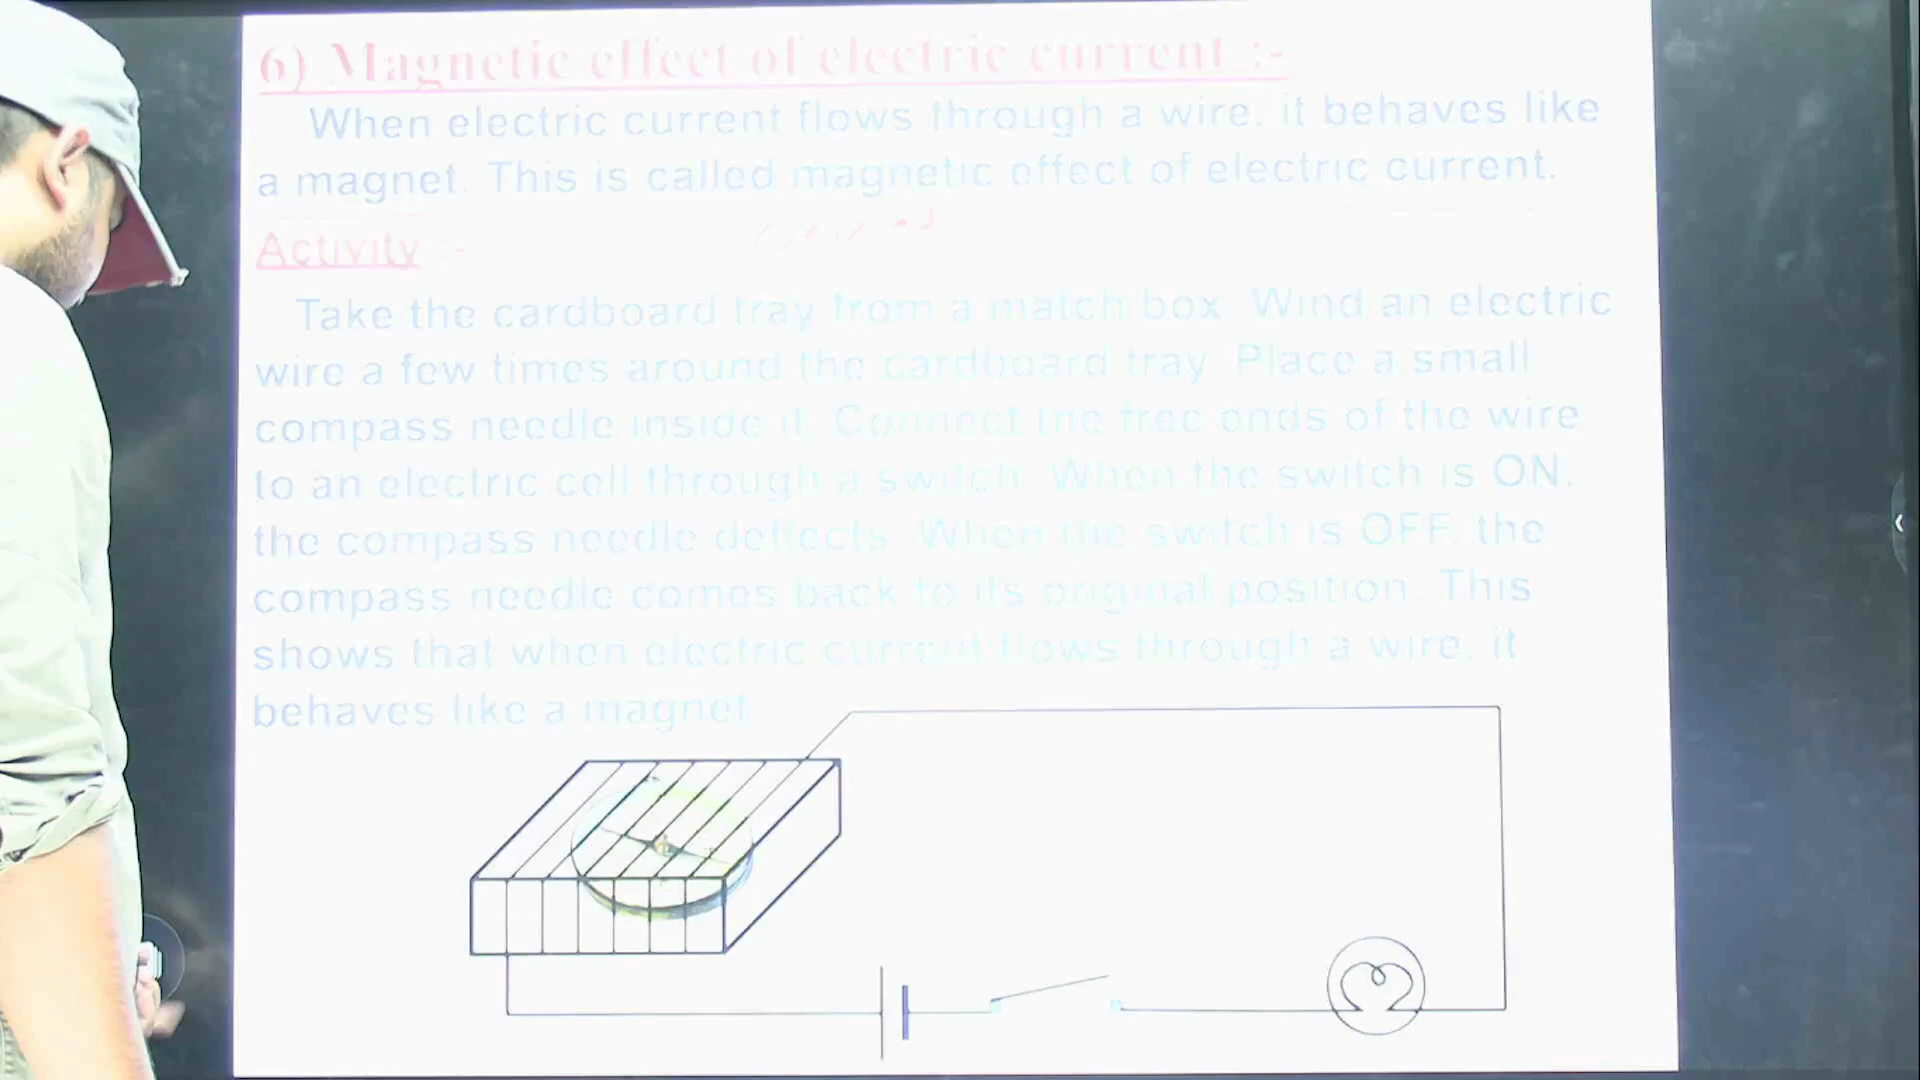 6) Magnetic effect of electric current :-
When electric current flows through a wire, it behaves like
a magnet. This is called magnetic effect of electric current.
Activity :-
Take the cardboard tray from a match box. Wind an electric
wire a few times around the cardboard tray. Place a small
compass needle inside it. Connect the free ends of the wire
to an electric cell through a switch. When the switch is ON,
the compass needle deflects. When the switch is OFF, the
compass needle comes back to its original position. This
shows that when electric current flows through a wire, it
behaves like a magnet.